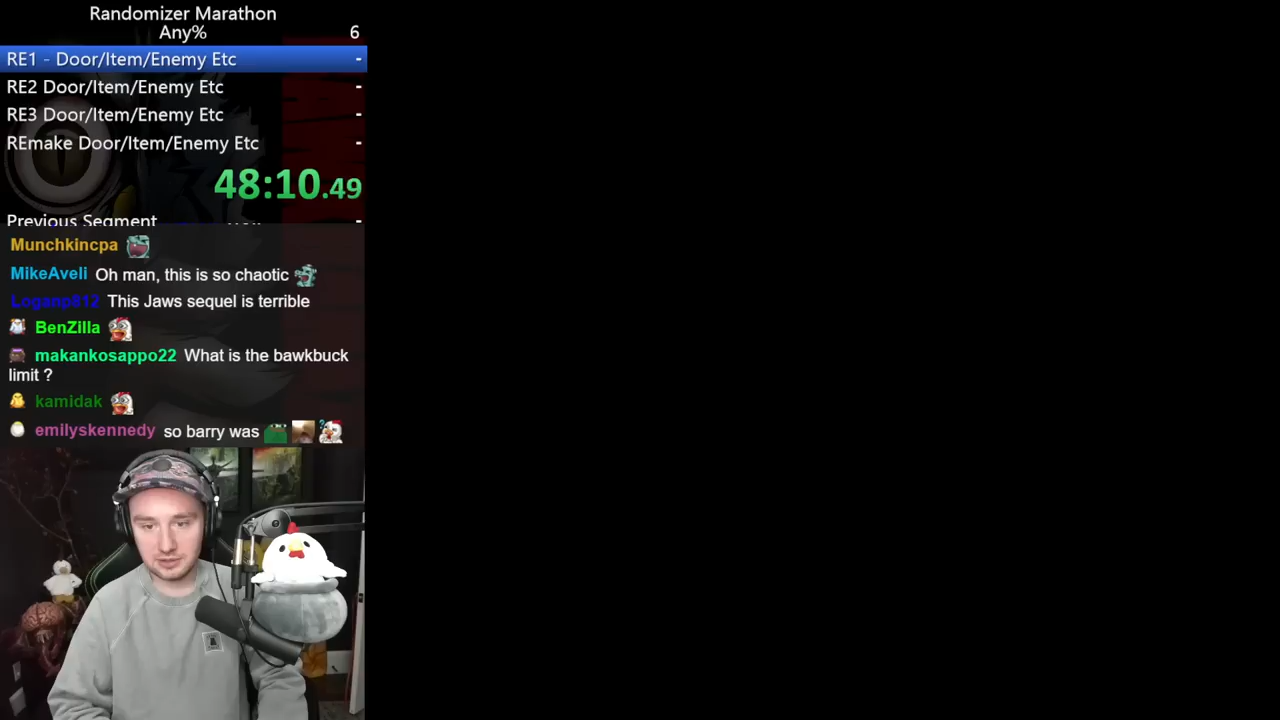 Randomizer Marathon
Any% 6
RE1 - Door/Item/Enemy Etc -
RE2 Door/Item/Enemy Etc -
RE3 Door/Item/Enemy Etc -
REmake Door/Item/Enemy Etc -
48:10.49
Previous Segment -
Munchkincpa
MikeAveli Oh man, this is so chaotic
Loganp812 This Jaws sequel is terrible
BenZilla
makankosappo22 What is the bawkbuck
limit ?
kamidak
emilyskennedy so barry was